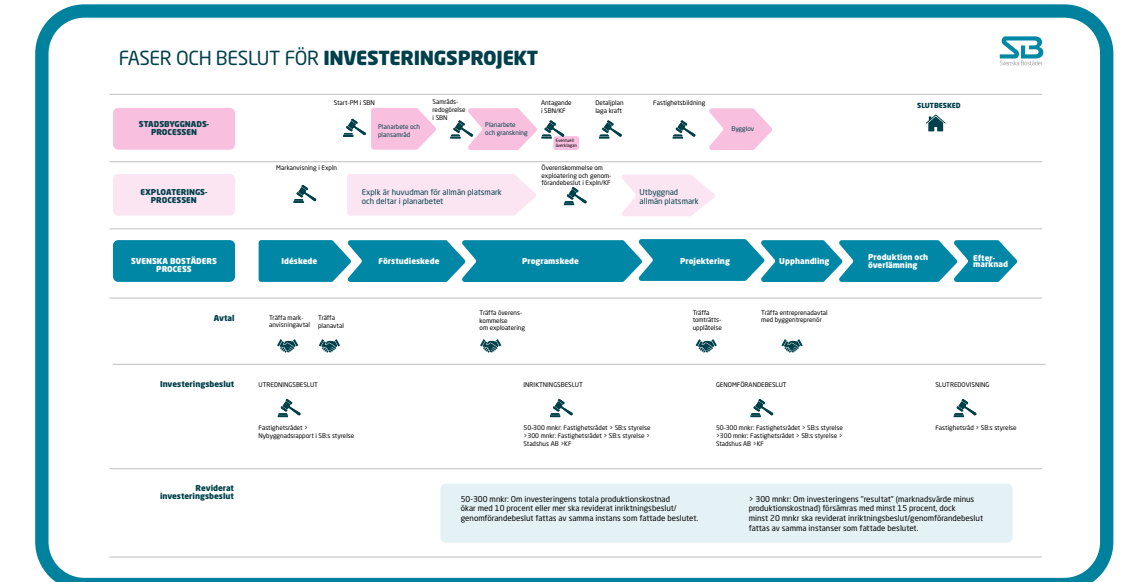 FASER OCH BESLUT FÖR INVESTERINGSPROJEKT
SB
Svenska Bostäder
STADSBYGGNADS-
PROCESSEN
Start-PM i SBN
Planarbete och
plansamråd
Samråds-
redogörelse
i SBN
Planarbete
och granskning
Antagande
i SBN/KF
Eventuell
överklagan
Detaljplan
laga kraft
Fastighetsbildning
Bygglov
SLUTBESKED
EXPLOATERINGS-
PROCESSEN
Markanvisning i Expln
Explk är huvudman för allmän platsmark
och deltar i planarbetet
Överenskommelse om
exploatering och genom-
förandebeslut i Expln/KF
Utbyggnad
allmän platsmark
SVENSKA BOSTÄDERS
PROCESS
Idéskede
Förstudieskede
Programskede
Projektering
Upphandling
Produktion och
överlämning
Efter-
marknad
Avtal
Träffa mark-
anvisningavtal
Träffa
planavtal
Träffa överens-
kommelse
om exploatering
Träffa
tomträtts-
upplåtelse
Träffa entreprenadavtal
med byggentreprenör
Investeringsbeslut
UTREDNINGSBESLUT
Fastighetsrådet >
Nybyggnadsrapport i SB:s styrelse
INRIKTNINGSBESLUT
50-300 mnkr: Fastighetsrådet > SB:s styrelse
>300 mnkr: Fastighetsrådet > SB:s styrelse >
Stadshus AB >KF
GENOMFÖRANDEBESLUT
50-300 mnkr: Fastighetsrådet > SB:s styrelse
>300 mnkr: Fastighetsrådet > SB:s styrelse >
Stadshus AB >KF
SLUTREDOVISNING
Fastighetsråd > SB:s styrelse
Reviderat
investeringsbeslut
50-300 mnkr: Om investeringens totala produktionskostnad
ökar med 10 procent eller mer ska reviderat inriktningsbeslut/
genomförandebeslut fattas av samma instans som fattade beslutet.
> 300 mnkr: Om investeringens "resultat" (marknadsvärde minus
produktionskostnad) försämras med minst 15 procent, dock
minst 20 mnkr ska reviderat inriktningsbeslut/genomförandebeslut
fattas av samma instanser som fattade beslutet.